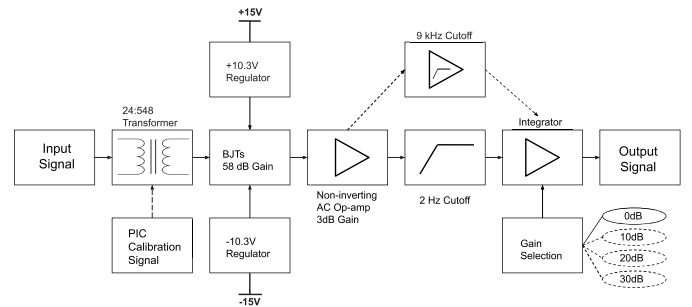 +15V
+10.3V
Regulator
9 kHz Cutoff
24:548
Transformer
Integrator
Input
Signal
BJTs
58 dB Gain
Output
Signal
Non-inverting
AC Op-amp
3dB Gain
2 Hz Cutoff
PIC
Calibration
Signal
-10.3V
Regulator
Gain
Selection
0dB
10dB
20dB
30dB
-15V